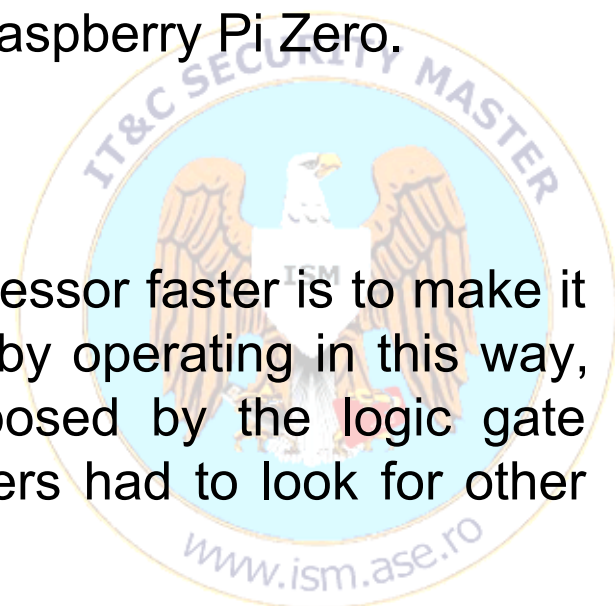 aspberry Pi Zero.
IT&C SECURITY MASTER
ISM
essor faster is to make it
by operating in this way,
posed by the logic gate
ers had to look for other
www.ism.ase.ro